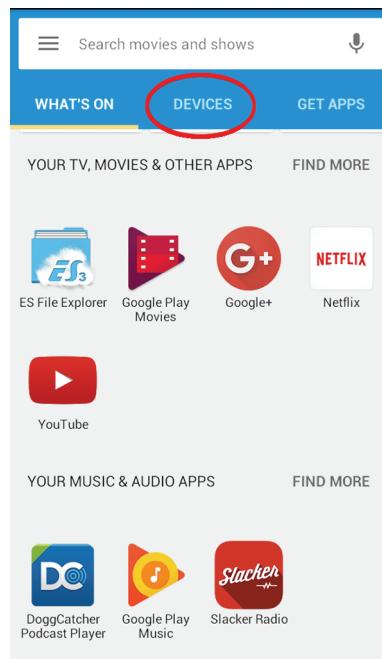 Search movies and shows
WHAT'S ON DEVICES GET APPS
YOUR TV, MOVIES & OTHER APPS FIND MORE
ES3
G+
NETFLIX
ES File Explorer Google Play Movies Google+ Netflix
YouTube
YOUR MUSIC & AUDIO APPS FIND MORE
DC
Slacker
DoggCatcher Podcast Player Google Play Music Slacker Radio